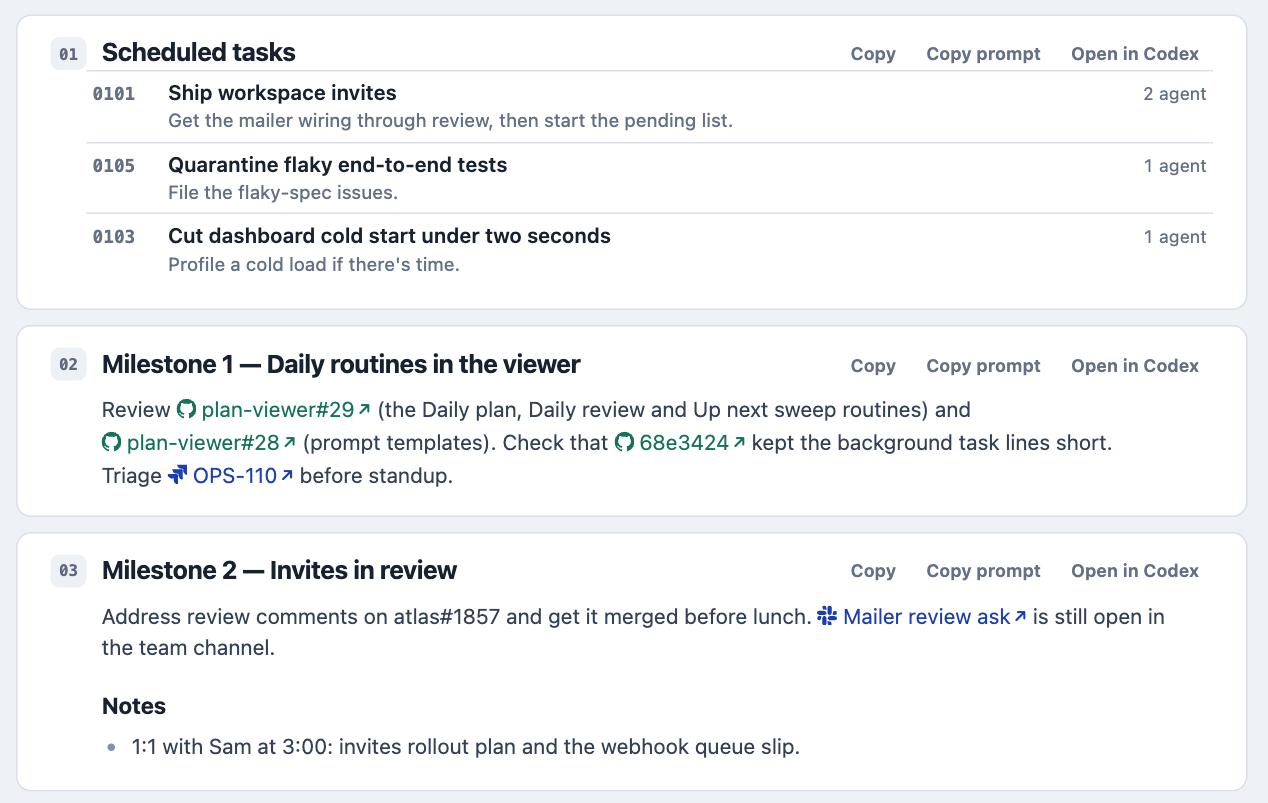 01 Scheduled tasks Copy Copy prompt Open in Codex
0101 Ship workspace invites 2 agent
Get the mailer wiring through review, then start the pending list.
0105 Quarantine flaky end-to-end tests 1 agent
File the flaky-spec issues.
0103 Cut dashboard cold start under two seconds 1 agent
Profile a cold load if there's time.
02 Milestone 1 — Daily routines in the viewer Copy Copy prompt Open in Codex
Review plan-viewer#29↗ (the Daily plan, Daily review and Up next sweep routines) and
plan-viewer#28↗ (prompt templates). Check that 68e3424↗ kept the background task lines short.
Triage OPS-110↗ before standup.
03 Milestone 2 — Invites in review Copy Copy prompt Open in Codex
Address review comments on atlas#1857 and get it merged before lunch. Mailer review ask↗ is still open in
the team channel.
Notes
• 1:1 with Sam at 3:00: invites rollout plan and the webhook queue slip.